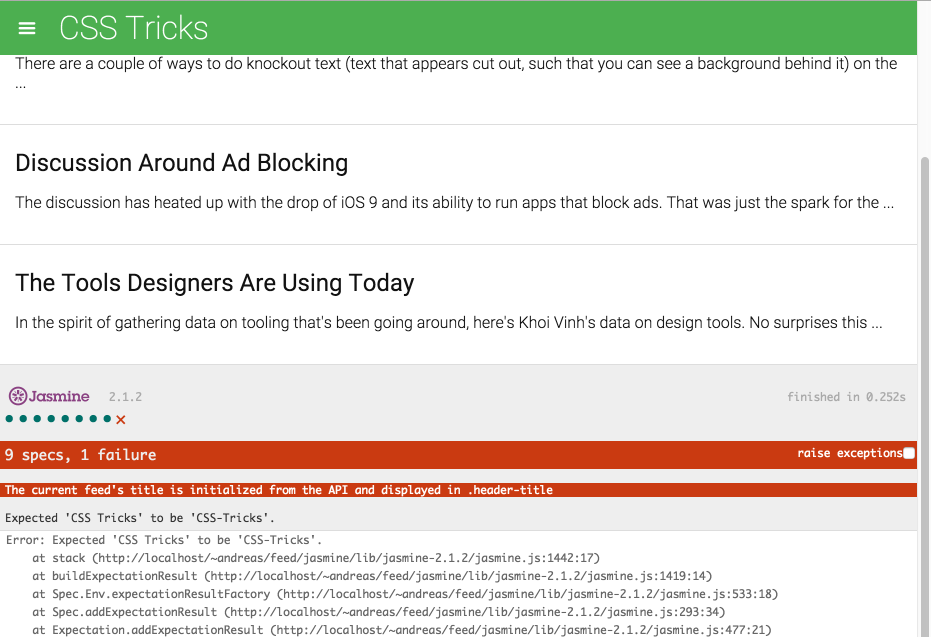 CSS Tricks
There are a couple of ways to do knockout text (text that appears cut out, such that you can see a background behind it) on the
...
Discussion Around Ad Blocking
The discussion has heated up with the drop of iOS 9 and its ability to run apps that block ads. That was just the spark for the ...
The Tools Designers Are Using Today
In the spirit of gathering data on tooling that's been going around, here's Khoi Vinh's data on design tools. No surprises this ...
Jasmine 2.1.2 finished in 0.252s
9 specs, 1 failure raise exceptions
The current feed's title is initialized from the API and displayed in .header-title
Expected 'CSS Tricks' to be 'CSS-Tricks'.
Error: Expected 'CSS Tricks' to be 'CSS-Tricks'.
at stack (http://localhost/~andreas/feed/jasmine/lib/jasmine-2.1.2/jasmine.js:1442:17)
at buildExpectationResult (http://localhost/~andreas/feed/jasmine/lib/jasmine-2.1.2/jasmine.js:1419:14)
at Spec.Env.expectationResultFactory (http://localhost/~andreas/feed/jasmine/lib/jasmine-2.1.2/jasmine.js:533:18)
at Spec.addExpectationResult (http://localhost/~andreas/feed/jasmine/lib/jasmine-2.1.2/jasmine.js:293:34)
at Expectation.addExpectationResult (http://localhost/~andreas/feed/jasmine/lib/jasmine-2.1.2/jasmine.js:477:21)